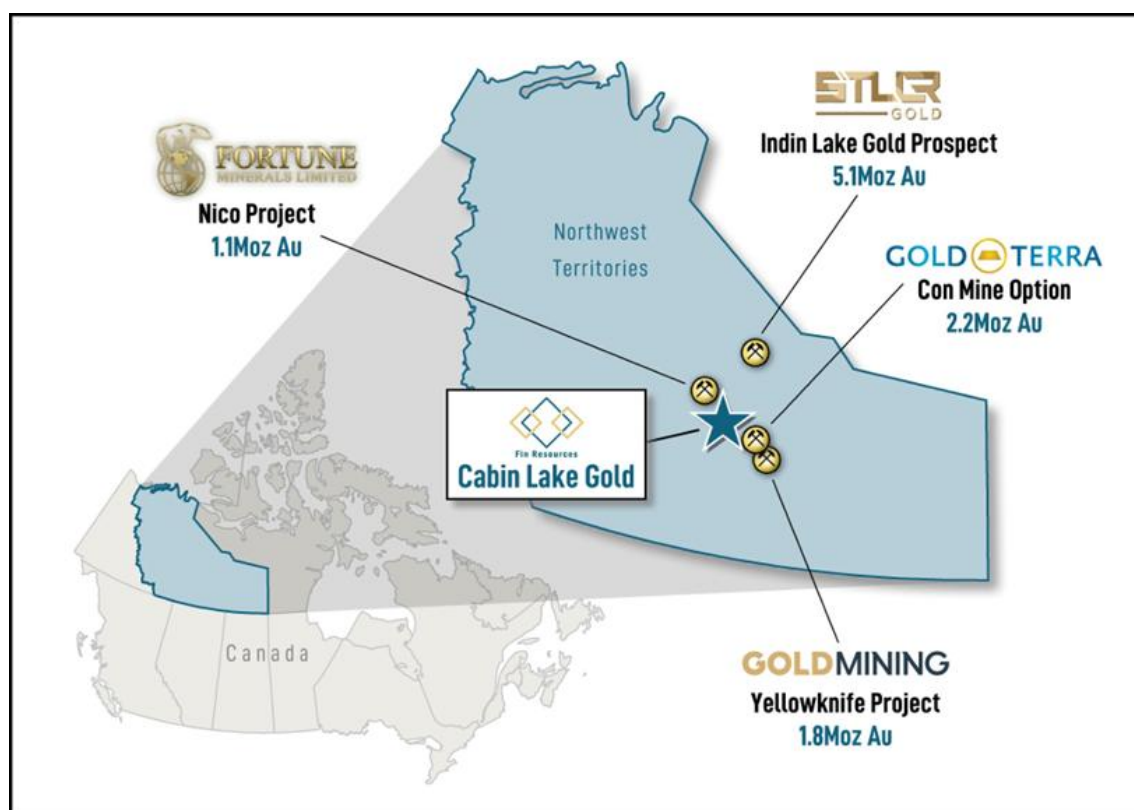 STLLR
GOLD
Indin Lake Gold Prospect
5.1Moz Au
FORTUNE
MINERALS LIMITED
Nico Project
1.1Moz Au
Northwest
Territories
GOLD TERRA
Con Mine Option
2.2Moz Au
Fin Resources
Cabin Lake Gold
Canada
GOLDMINING
Yellowknife Project
1.8Moz Au